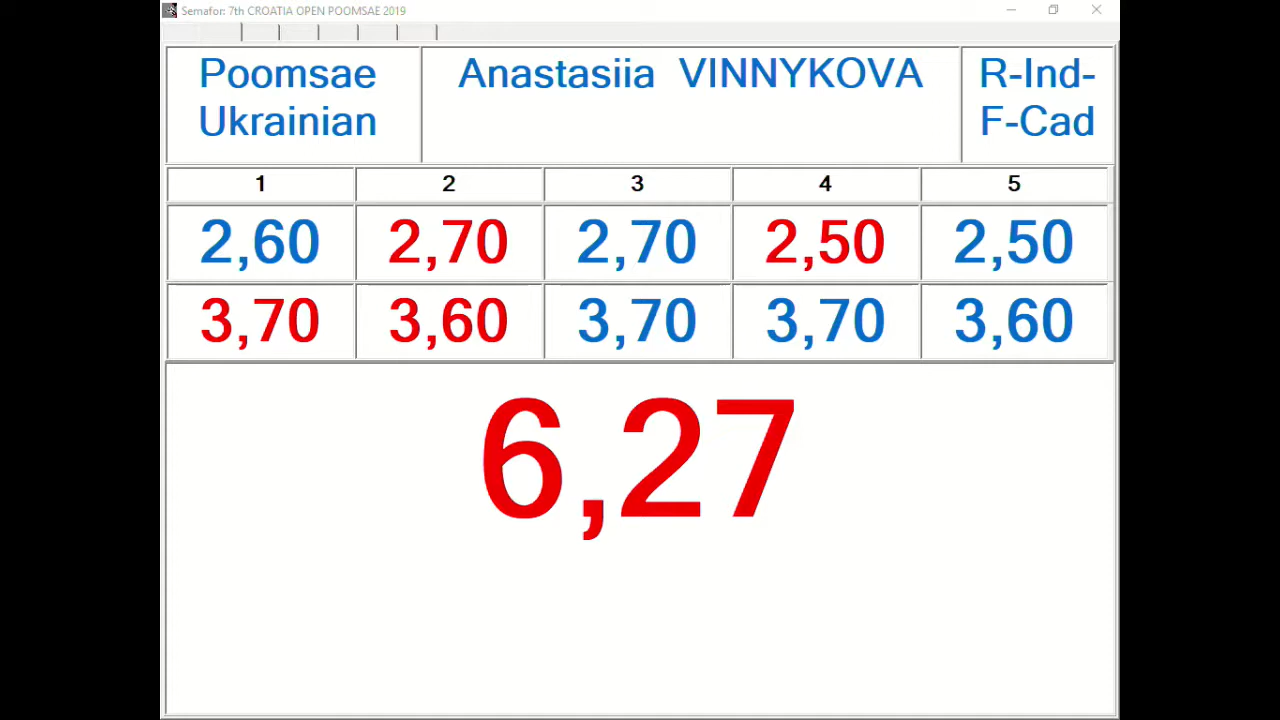 Semafor: 7th CROATIA OPEN POOMSAE 2019
Poomsae
Ukrainian
Anastasiia VINNYKOVA
R-Ind-
F-Cad
1 2 3 4 5
2,60 2,70 2,70 2,50 2,50
3,70 3,60 3,70 3,70 3,60
6,27